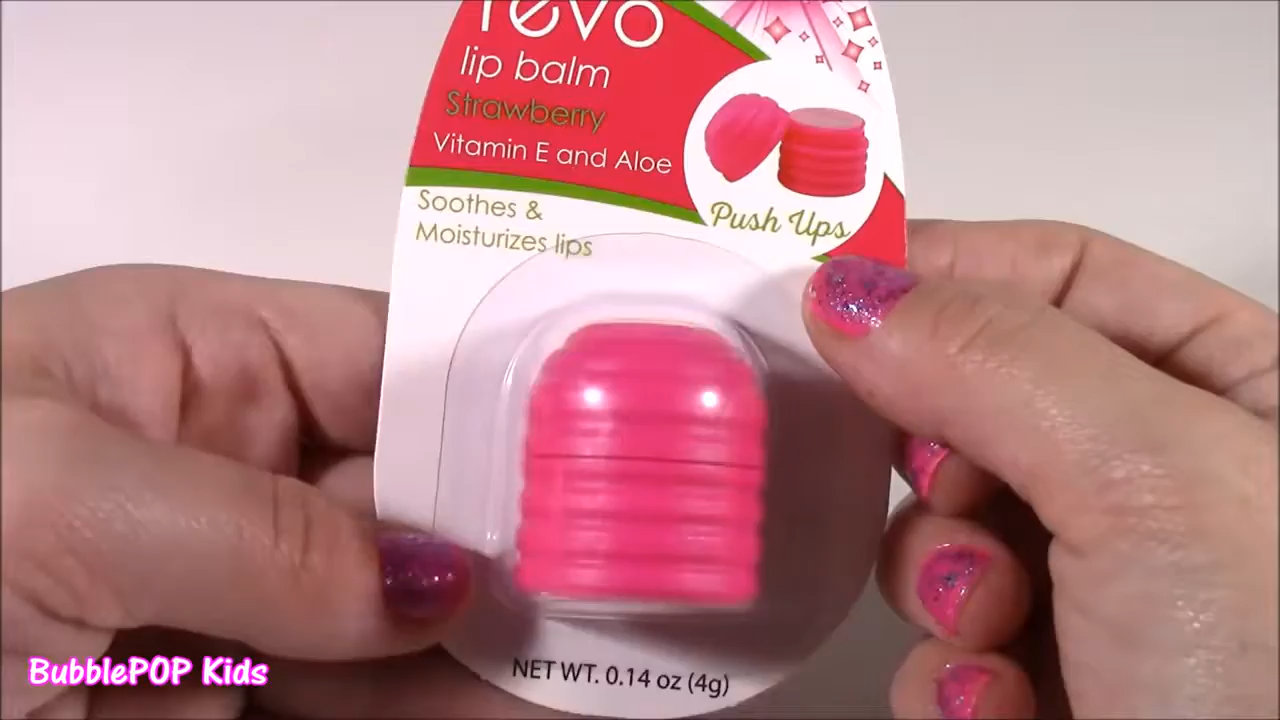 revo
lip balm
Strawberry
Vitamin E and Aloe
Push Ups
Soothes &
Moisturizes lips
NET WT. 0.14 oz (4g)
BubblePOP Kids